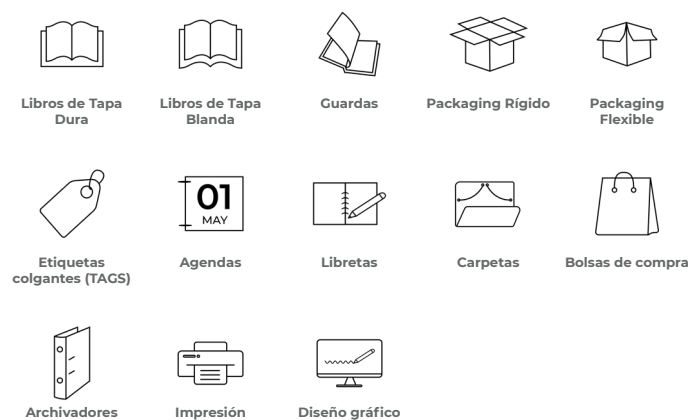 Libros de Tapa
Dura
Libros de Tapa
Blanda
Guardas
Packaging Rígido
Packaging
Flexible
01
MAY
Etiquetas
colgantes (TAGS)
Agendas
Libretas
Carpetas
Bolsas de compra
Archivadores
Impresión
Diseño gráfico